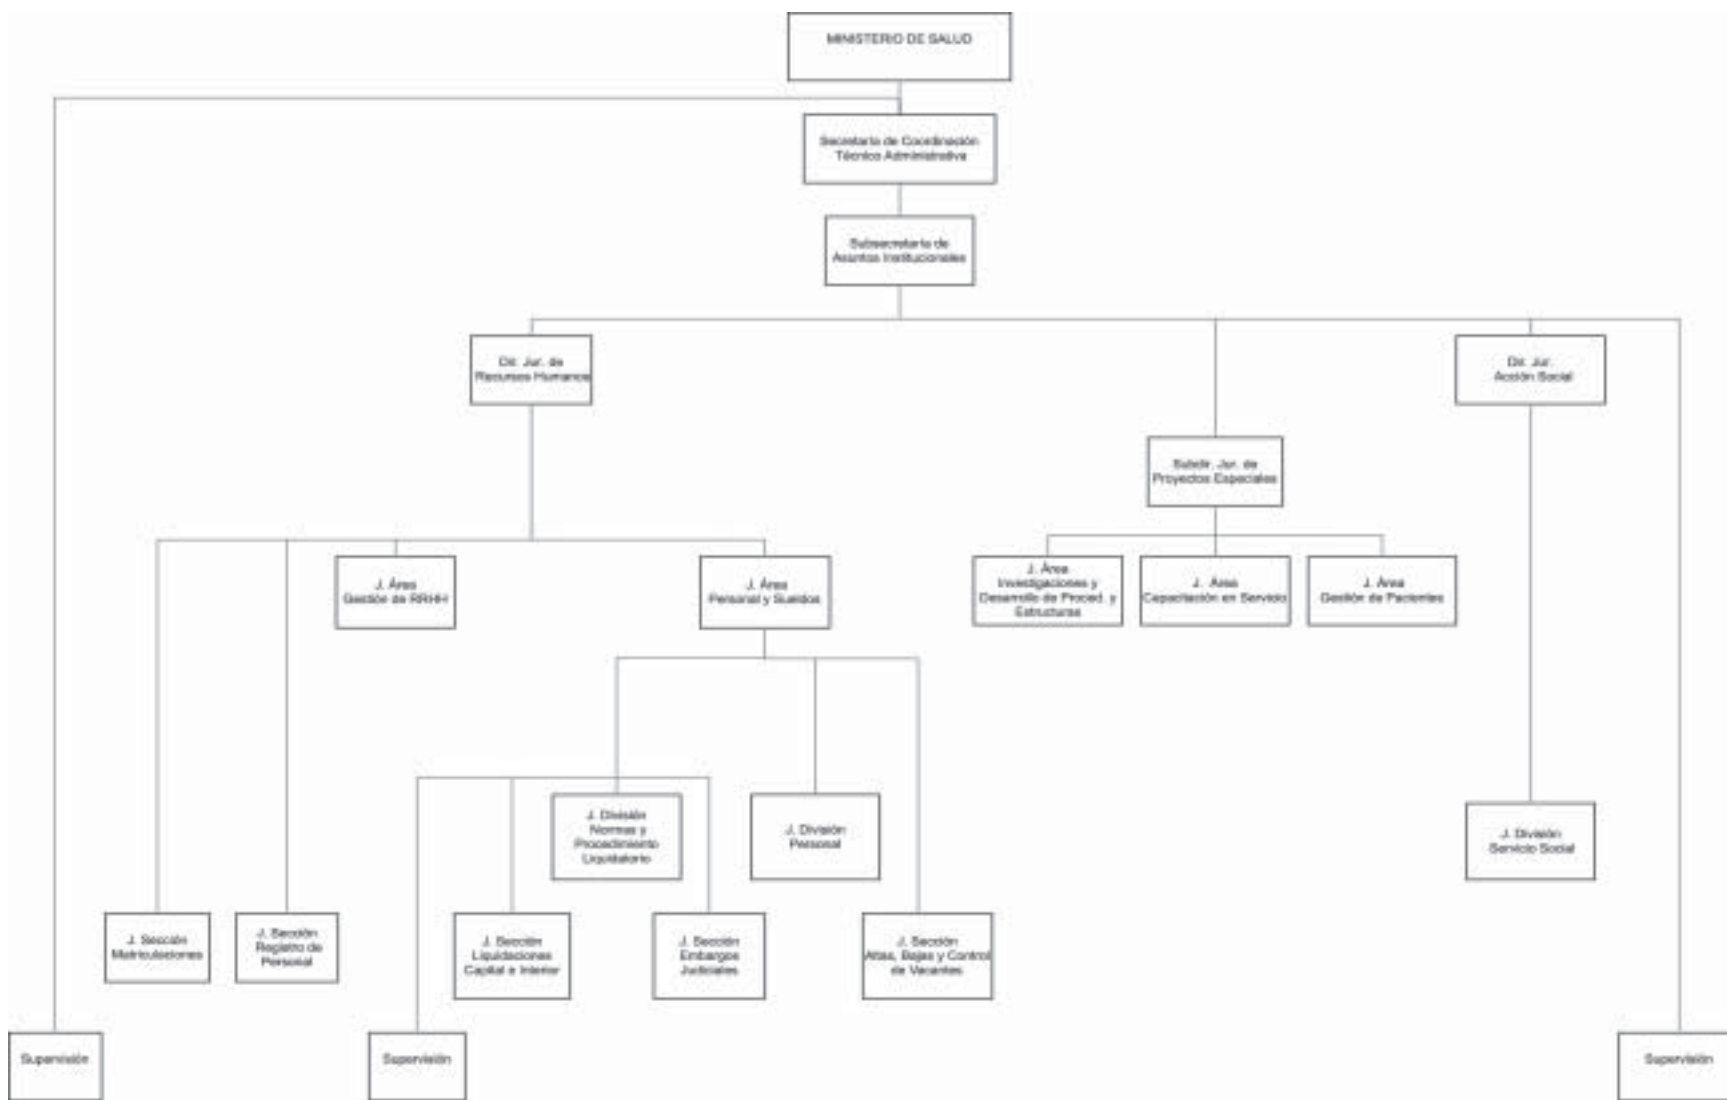 MINISTERIO DE SALUD
Secretaría de Coordinación
Técnico Administrativa
Subsecretaría de
Asuntos Institucionales
Dir. Jur. de
Recursos Humanos
Dir. Jur.
Acción Social
Subdir. Jur. de
Proyectos Especiales
J. Área
Gestión de RRHH
J. Área
Personal y Sueldos
J. Área
Investigaciones y
Desarrollo de Proced. y
Estructuras
J. Área
Capacitación en Servicio
J. Área
Gestión de Pacientes
J. División
Normas y
Procedimiento
Liquidatorio
J. División
Personal
J. División
Servicio Social
J. Sección
Matriculaciones
J. Sección
Registro de
Personal
J. Sección
Liquidaciones
Capital e Interior
J. Sección
Embargos
Judiciales
J. Sección
Altas, Bajas y Control
de Vacantes
Supervisión
Supervisión
Supervisión